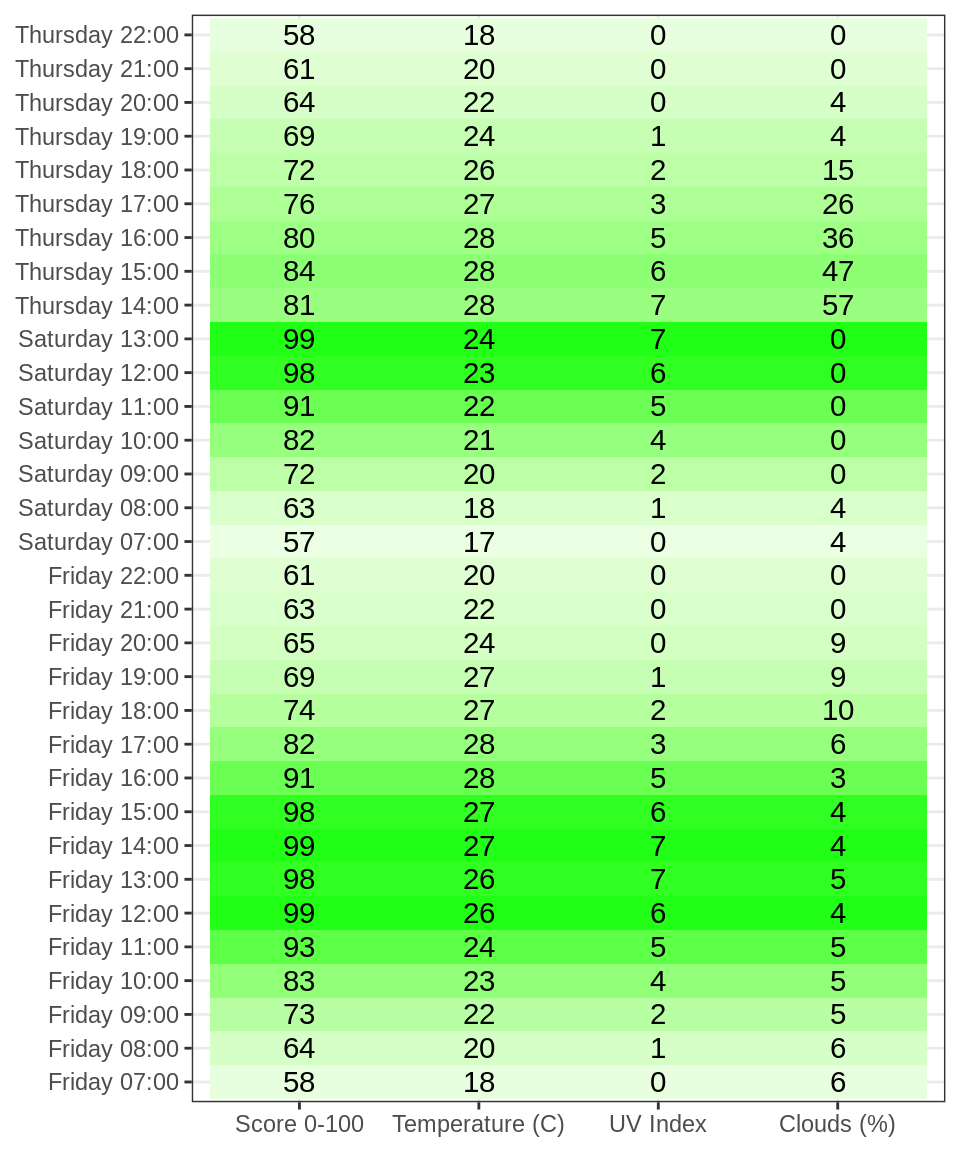 Thursday 22:00 58 18 0 0
Thursday 21:00 61 20 0 0
Thursday 20:00 64 22 0 4
Thursday 19:00 69 24 1 4
Thursday 18:00 72 26 2 15
Thursday 17:00 76 27 3 26
Thursday 16:00 80 28 5 36
Thursday 15:00 84 28 6 47
Thursday 14:00 81 28 7 57
Saturday 13:00 99 24 7 0
Saturday 12:00 98 23 6 0
Saturday 11:00 91 22 5 0
Saturday 10:00 82 21 4 0
Saturday 09:00 72 20 2 0
Saturday 08:00 63 18 1 4
Saturday 07:00 57 17 0 4
Friday 22:00 61 20 0 0
Friday 21:00 63 22 0 0
Friday 20:00 65 24 0 9
Friday 19:00 69 27 1 9
Friday 18:00 74 27 2 10
Friday 17:00 82 28 3 6
Friday 16:00 91 28 5 3
Friday 15:00 98 27 6 4
Friday 14:00 99 27 7 4
Friday 13:00 98 26 7 5
Friday 12:00 99 26 6 4
Friday 11:00 93 24 5 5
Friday 10:00 83 23 4 5
Friday 09:00 73 22 2 5
Friday 08:00 64 20 1 6
Friday 07:00 58 18 0 6
Score 0-100 Temperature (C) UV Index Clouds (%)